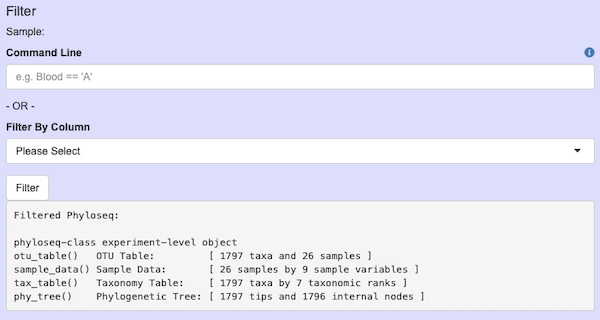 Filter
Sample:
Command Line
e.g. Blood == 'A'
- OR -
Filter By Column
Please Select
Filter
Filtered Phyloseq:
phyloseq-class experiment-level object
otu_table()   OTU Table:         [ 1797 taxa and 26 samples ]
sample_data() Sample Data:       [ 26 samples by 9 sample variables ]
tax_table()   Taxonomy Table:    [ 1797 taxa by 7 taxonomic ranks ]
phy_tree()    Phylogenetic Tree: [ 1797 tips and 1796 internal nodes ]